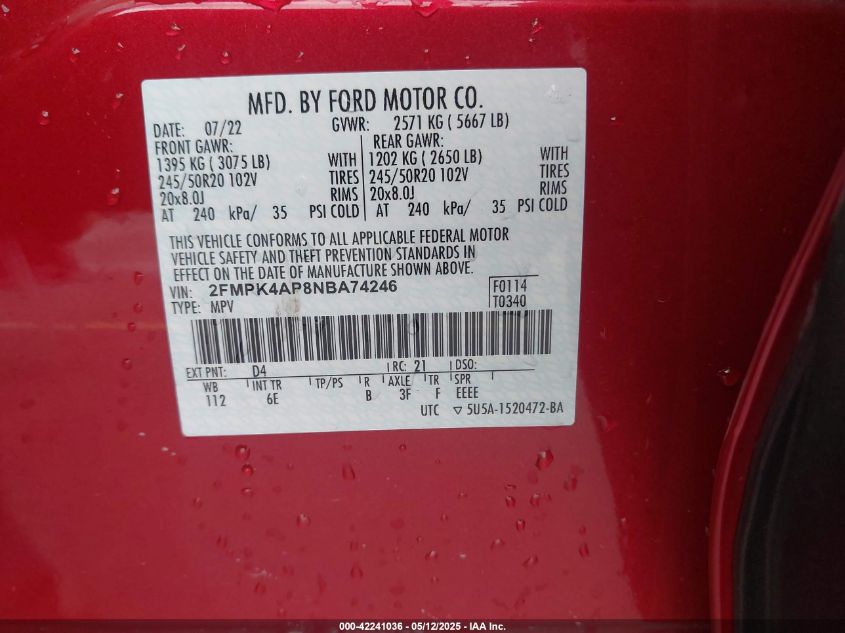 MFD. BY FORD MOTOR CO.
DATE: 07/22 GVWR: 2571 KG ( 5667 LB)
FRONT GAWR: REAR GAWR:
1395 KG ( 3075 LB) WITH 1202 KG ( 2650 LB) WITH
245/50R20 102V TIRES 245/50R20 102V TIRES
20x8.0J RIMS 20x8.0J RIMS
AT 240 kPa/ 35 PSI COLD AT 240 kPa/ 35 PSI COLD
THIS VEHICLE CONFORMS TO ALL APPLICABLE FEDERAL MOTOR
VEHICLE SAFETY AND THEFT PREVENTION STANDARDS IN
EFFECT ON THE DATE OF MANUFACTURE SHOWN ABOVE.
VIN: 2FMPK4AP8NBA74246 F0114
TYPE: MPV T0340
EXT PNT: D4 RC: 21 DSO:
WB INT TR TP/PS R AXLE TR SPR
112 6E B 3F F EEEE
UTC ▽ 5U5A-1520472-BA
000-42241036 - 05/12/2025 - IAA Inc.